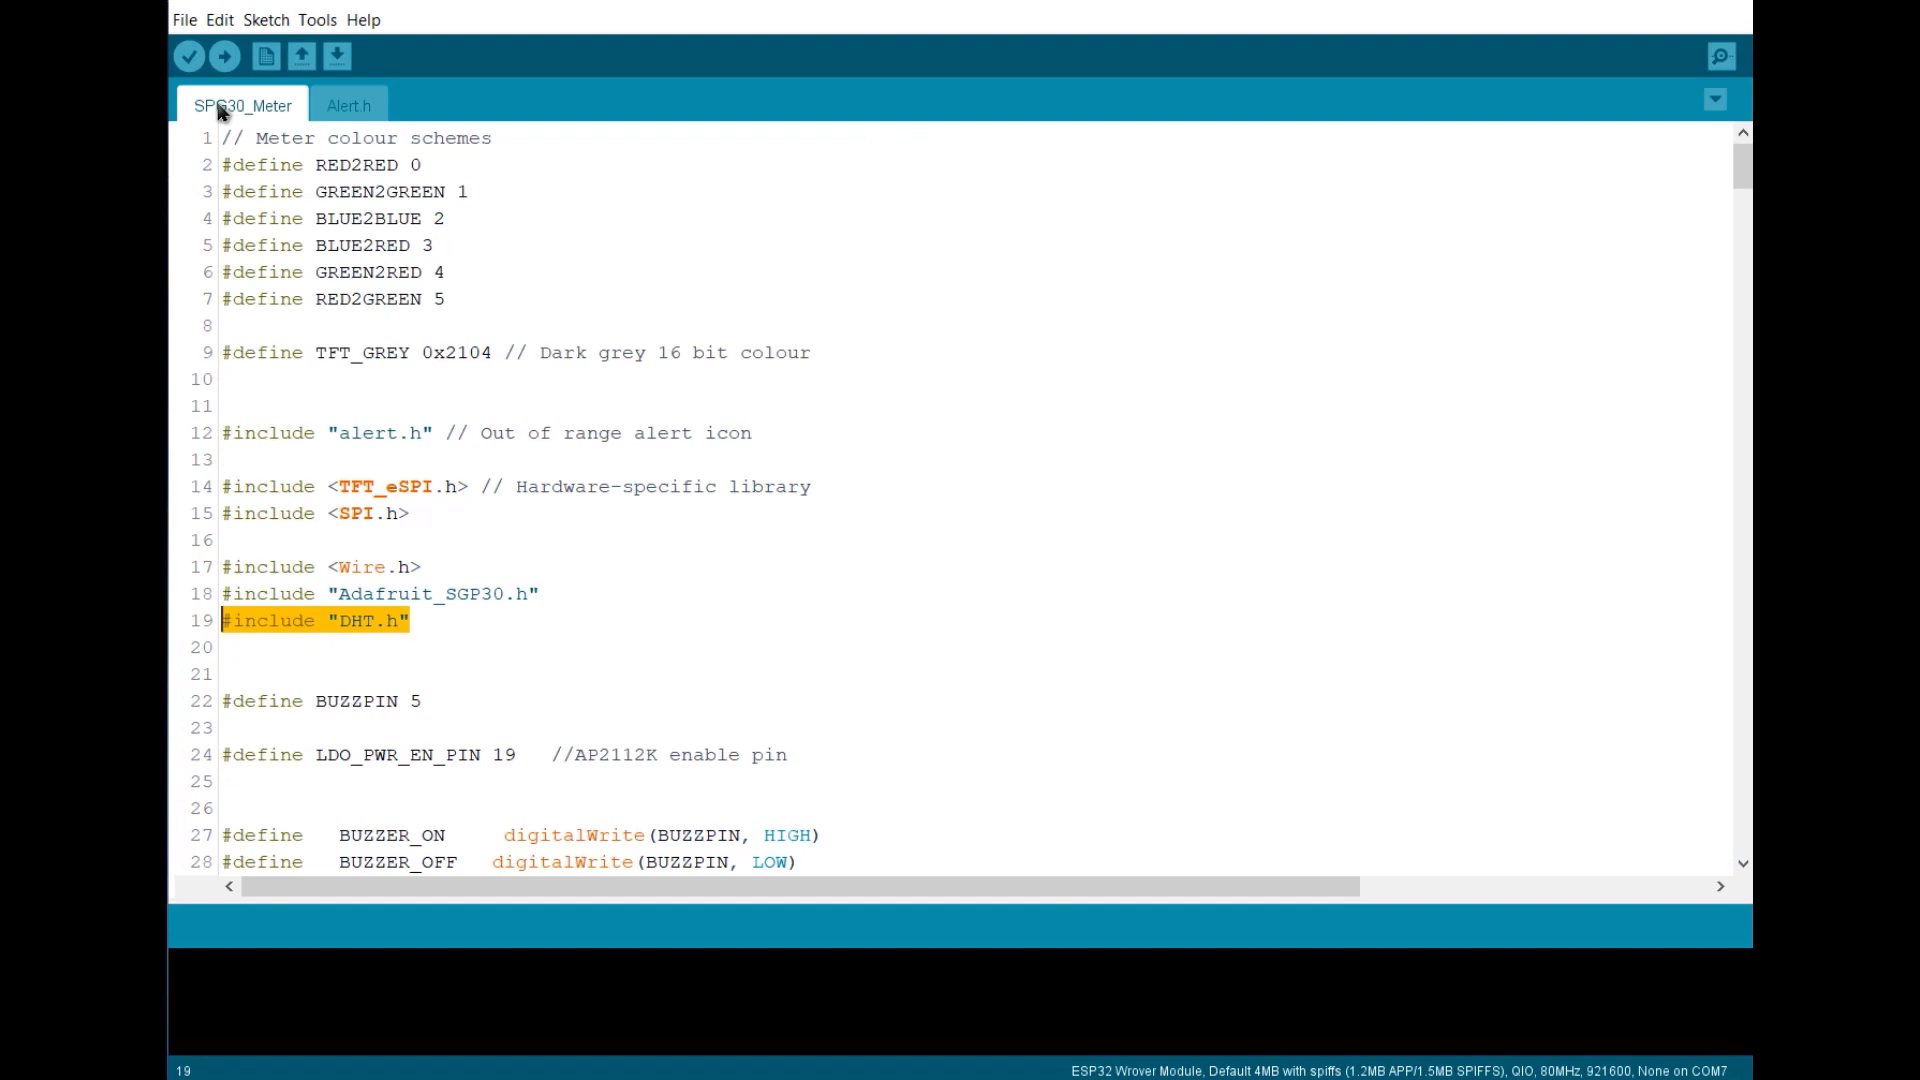 File Edit Sketch Tools Help
SPG30_Meter Alert.h
1 // Meter colour schemes
2 #define RED2RED 0
3 #define GREEN2GREEN 1
4 #define BLUE2BLUE 2
5 #define BLUE2RED 3
6 #define GREEN2RED 4
7 #define RED2GREEN 5
8
9 #define TFT_GREY 0x2104 // Dark grey 16 bit colour
10
11
12 #include "alert.h" // Out of range alert icon
13
14 #include <TFT_eSPI.h> // Hardware-specific library
15 #include <SPI.h>
16
17 #include <Wire.h>
18 #include "Adafruit_SGP30.h"
19 #include "DHT.h"
20
21
22 #define BUZZPIN 5
23
24 #define LDO_PWR_EN_PIN 19 //AP2112K enable pin
25
26
27 #define BUZZER_ON digitalWrite(BUZZPIN, HIGH)
28 #define BUZZER_OFF digitalWrite(BUZZPIN, LOW)
19 ESP32 Wrover Module, Default 4MB with spiffs (1.2MB APP/1.5MB SPIFFS), QIO, 80MHz, 921600, None on COM7